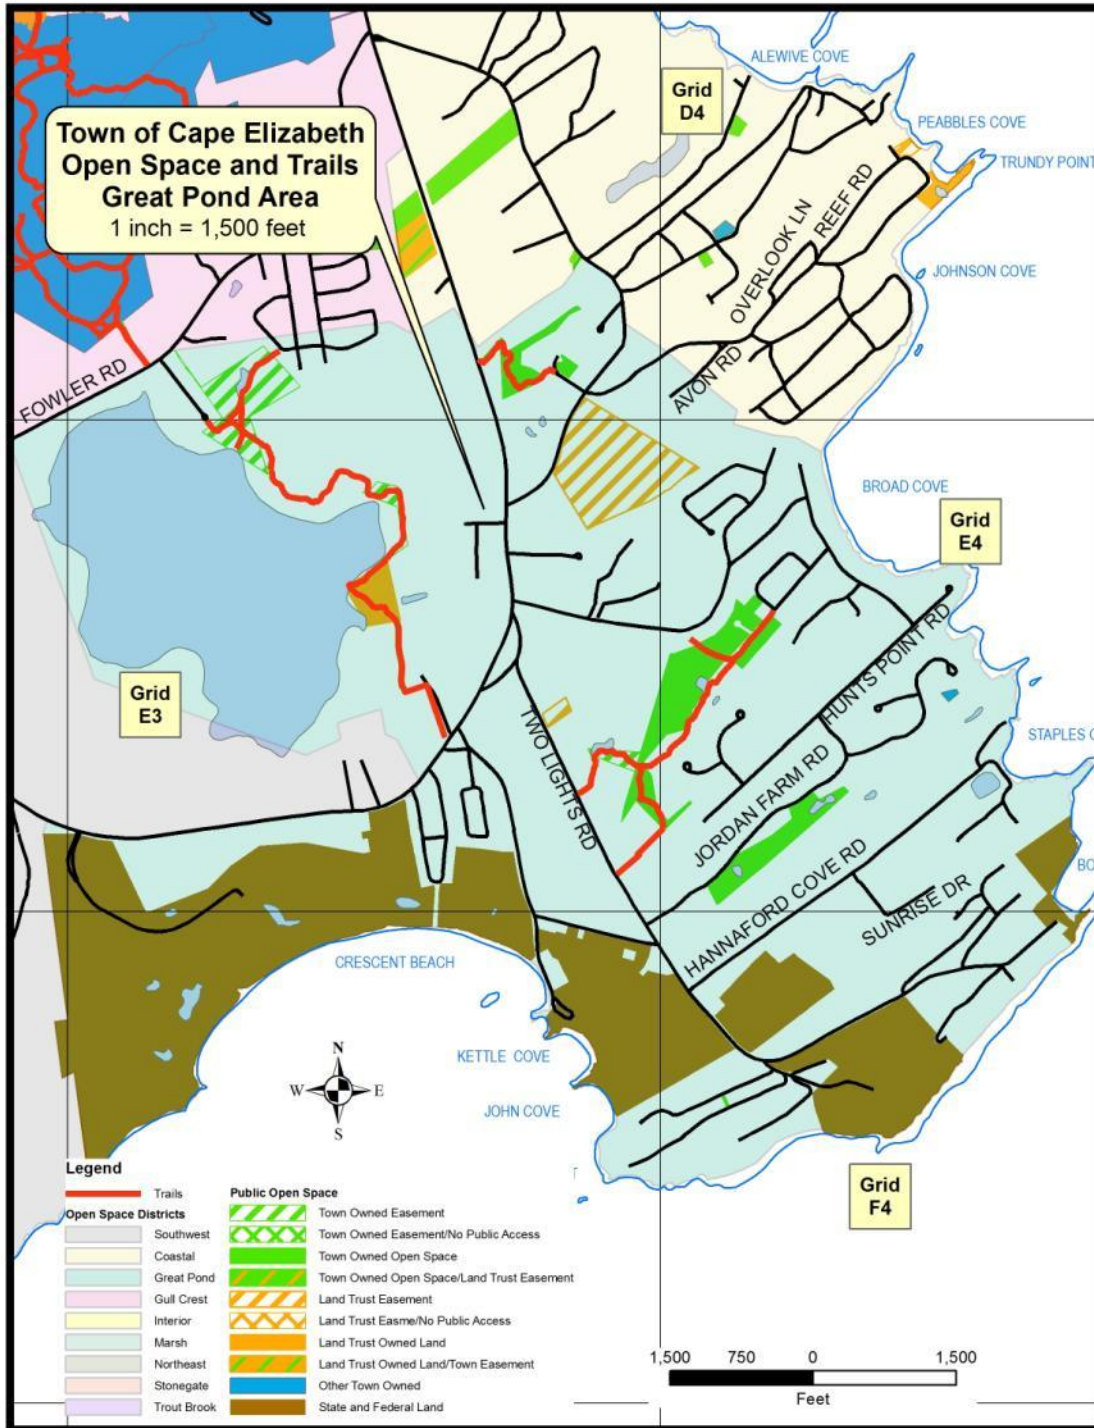 ALEWIVE COVE
Grid
D4
PEABBLES COVE
TRUNDY POINT
Town of Cape Elizabeth
Open Space and Trails
Great Pond Area
1 inch = 1,500 feet
REEF RD
OVERLOOK LN
JOHNSON COVE
AVON RD
FOWLER RD
BROAD COVE
Grid
E4
HUNTS POINT RD
Grid
E3
TWO LIGHTS RD
STAPLES C
JORDAN FARM RD
HANNAFORD COVE RD
BO
SUNRISE DR
CRESCENT BEACH
KETTLE COVE
JOHN COVE
N
W E
S
Grid
F4
Legend
Trails
Open Space Districts
Southwest
Coastal
Great Pond
Gull Crest
Interior
Marsh
Northeast
Stonegate
Trout Brook
Public Open Space
Town Owned Easement
Town Owned Easement/No Public Access
Town Owned Open Space
Town Owned Open Space/Land Trust Easement
Land Trust Easement
Land Trust Easme/No Public Access
Land Trust Owned Land
Land Trust Owned Land/Town Easement
Other Town Owned
State and Federal Land
1,500 750 0 1,500
Feet